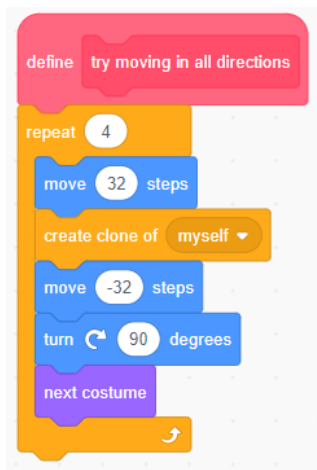 define try moving in all directions
repeat 4
move 32 steps
create clone of myself
move -32 steps
turn 90 degrees
next costume